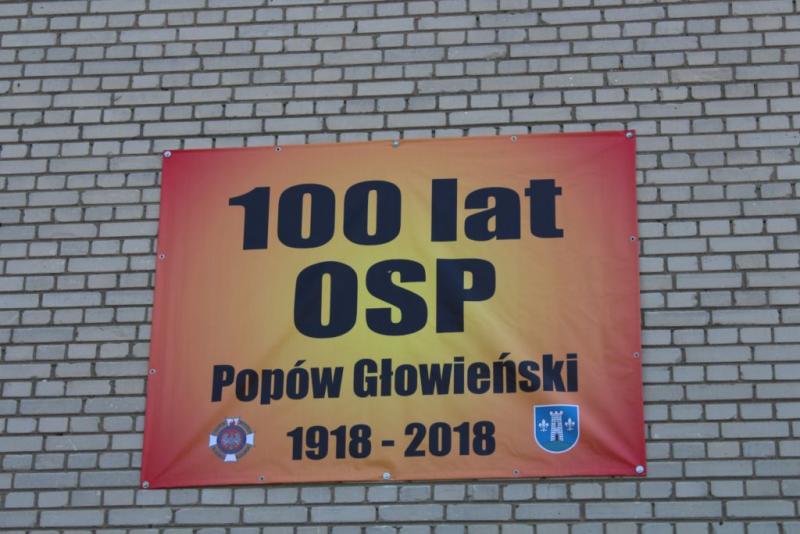 100 lat
OSP
Popów Głowieński
1918 - 2018